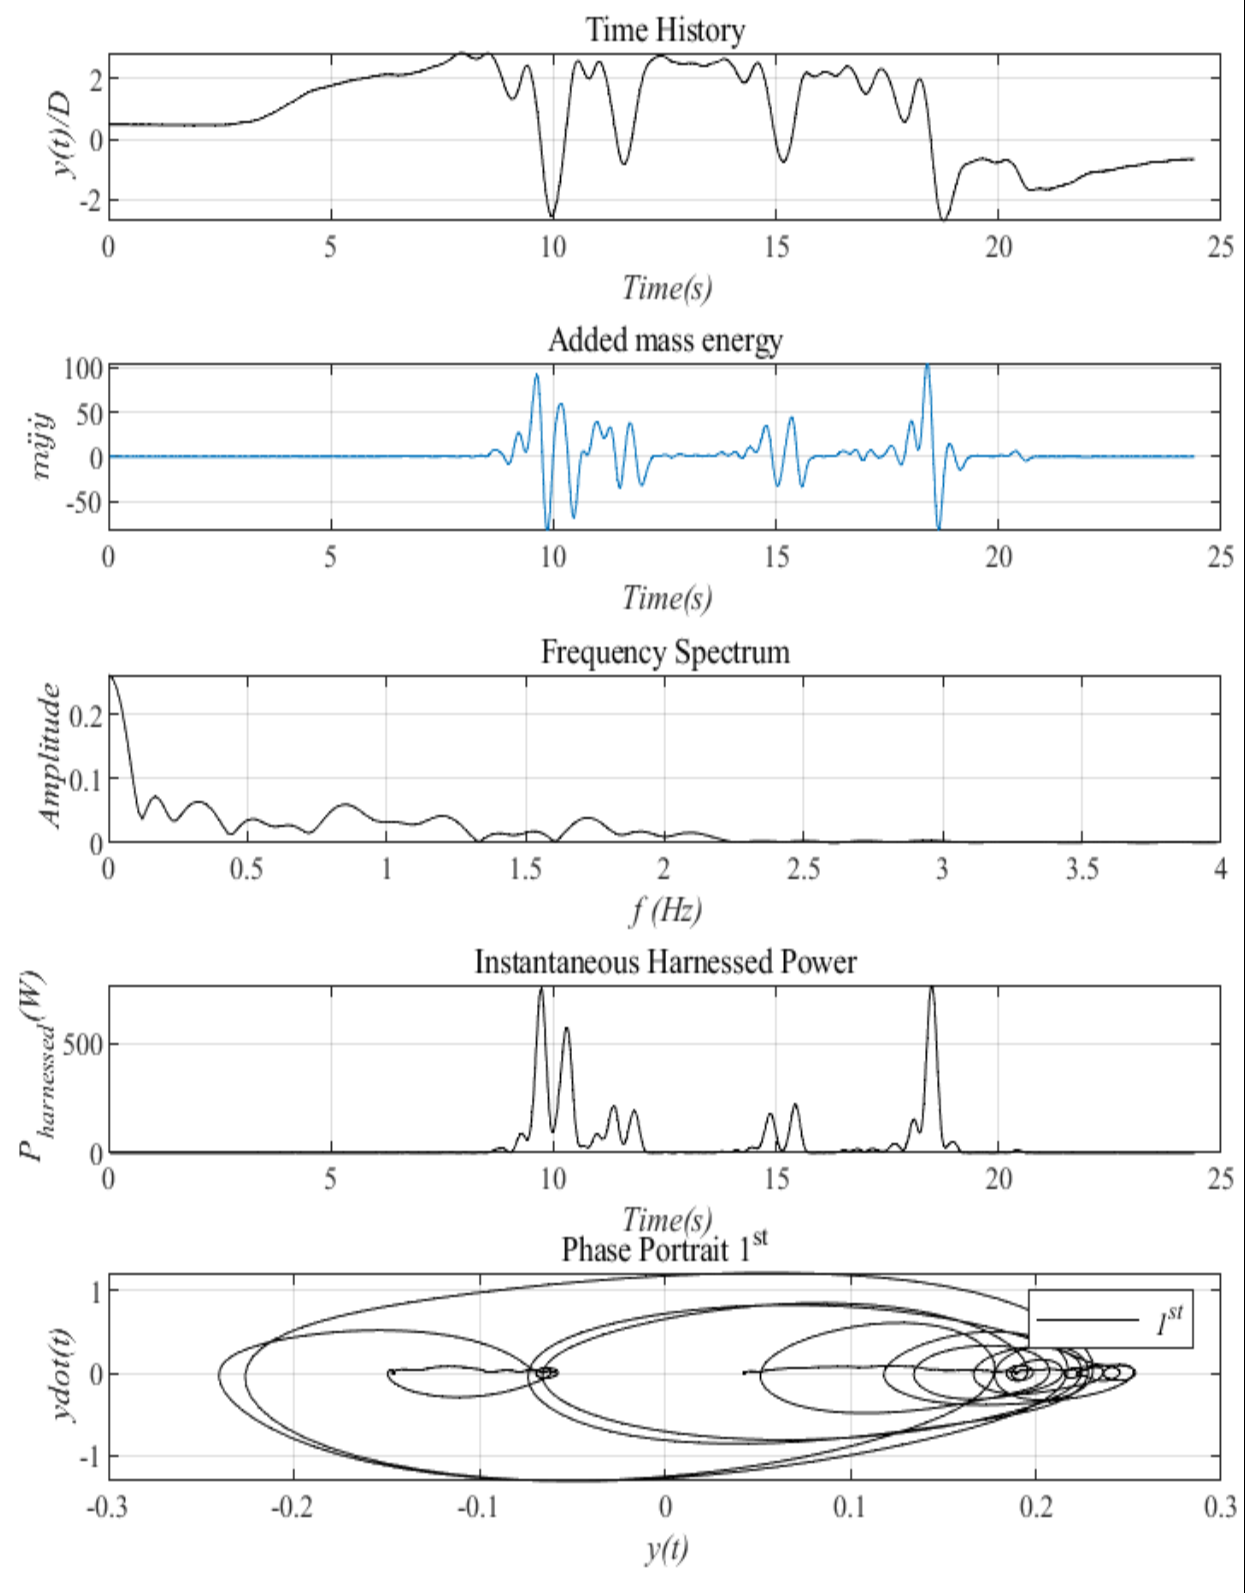 Time History
y(t)/D
2
0
-2
0 5 10 15 20 25
Time(s)
Added mass energy
mÿẏ
100
50
0
-50
0 5 10 15 20 25
Time(s)
Frequency Spectrum
Amplitude
0.2
0.1
0
0 0.5 1 1.5 2 2.5 3 3.5 4
f (Hz)
Instantaneous Harnessed Power
P harnessed(W)
500
0
0 5 10 15 20 25
Time(s)
Phase Portrait 1st
ydot(t)
1
0
-1
1st
-0.3 -0.2 -0.1 0 0.1 0.2 0.3
y(t)